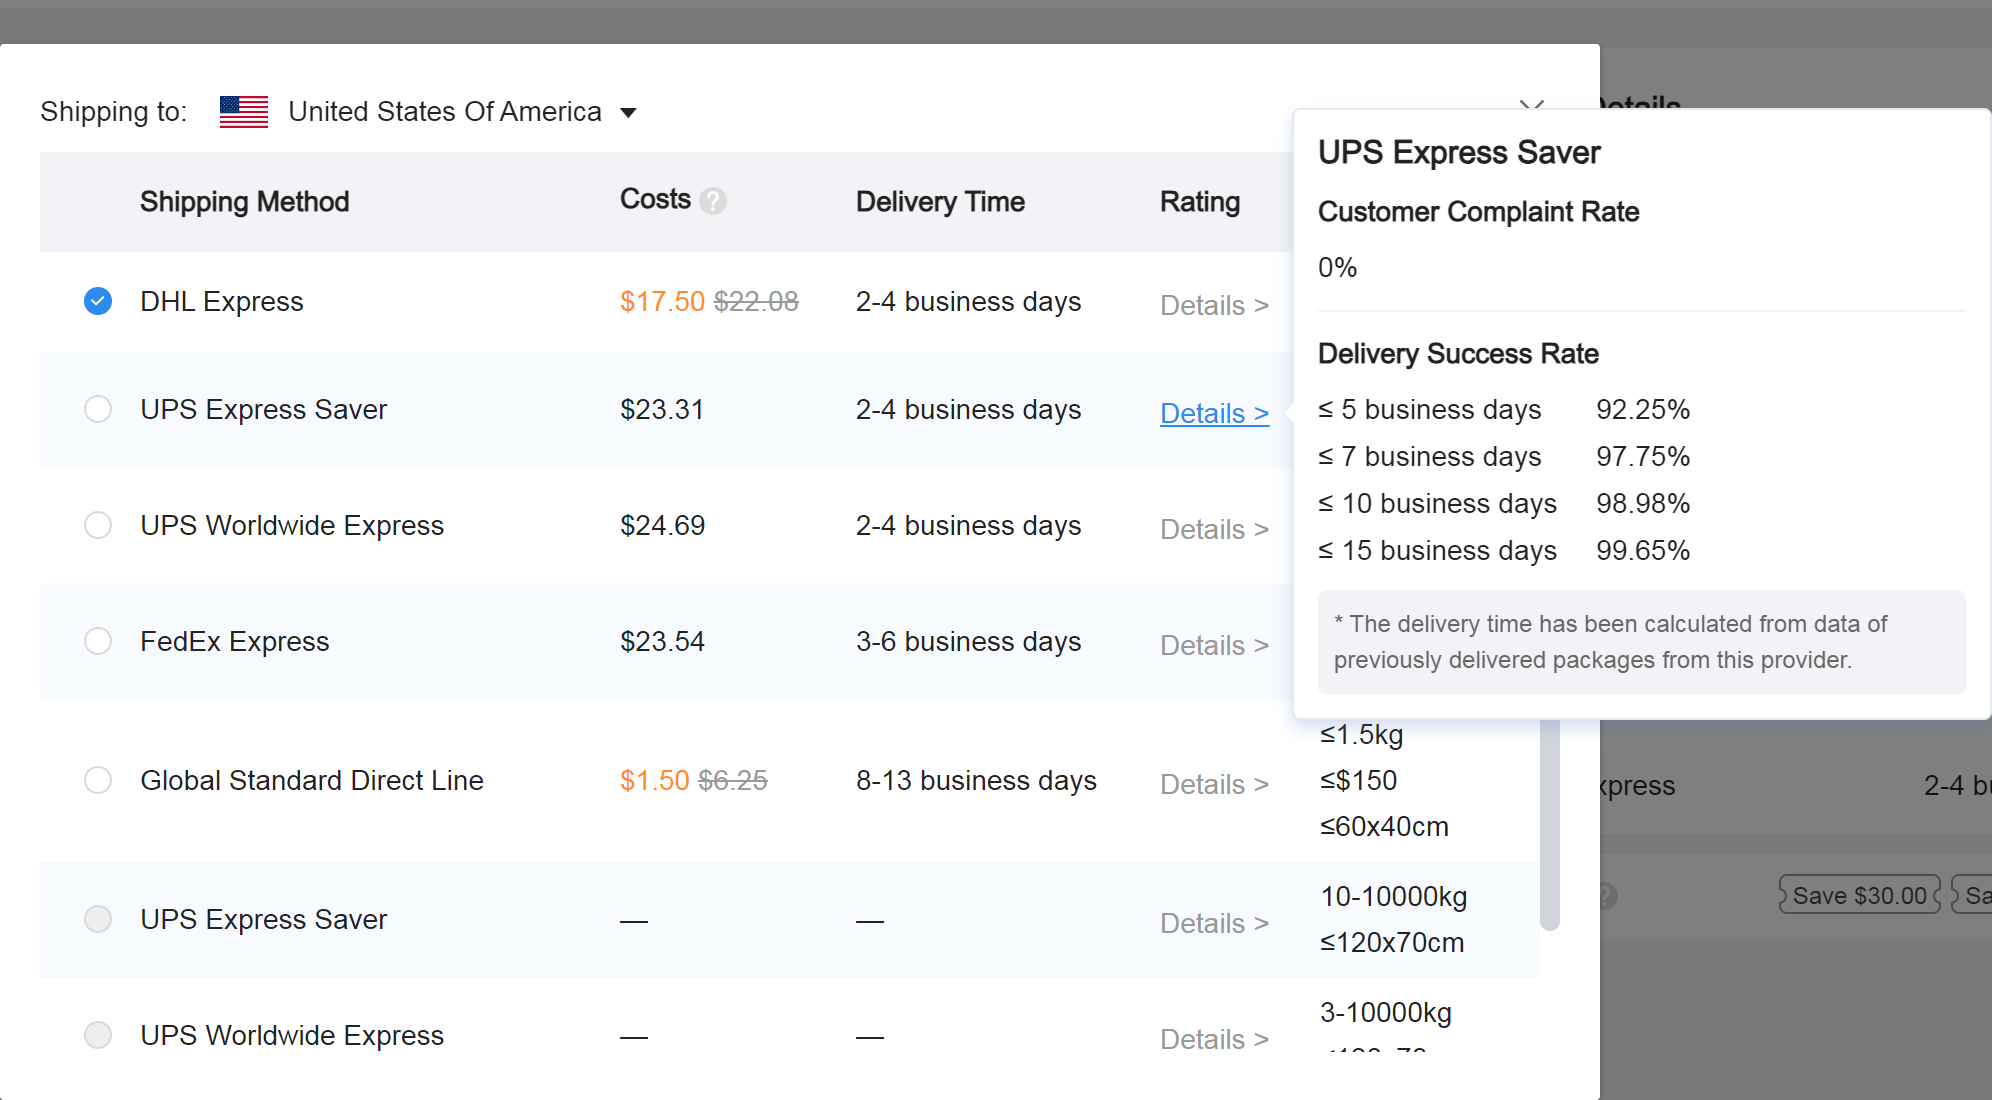 Shipping to: United States Of America
Shipping Method Costs ? Delivery Time Rating
DHL Express $17.50 $22.08 2-4 business days Details >
UPS Express Saver $23.31 2-4 business days Details >
UPS Worldwide Express $24.69 2-4 business days Details >
FedEx Express $23.54 3-6 business days Details >
≤1.5kg
Global Standard Direct Line $1.50 $6.25 8-13 business days Details > ≤$150
≤60x40cm
10-10000kg
UPS Express Saver — — Details >
≤120x70cm
3-10000kg
UPS Worldwide Express — — Details >
UPS Express Saver
Customer Complaint Rate
0%
Delivery Success Rate
≤ 5 business days 92.25%
≤ 7 business days 97.75%
≤ 10 business days 98.98%
≤ 15 business days 99.65%
* The delivery time has been calculated from data of
previously delivered packages from this provider.
Details
xpress 2-4 bu
? Save $30.00 Sa